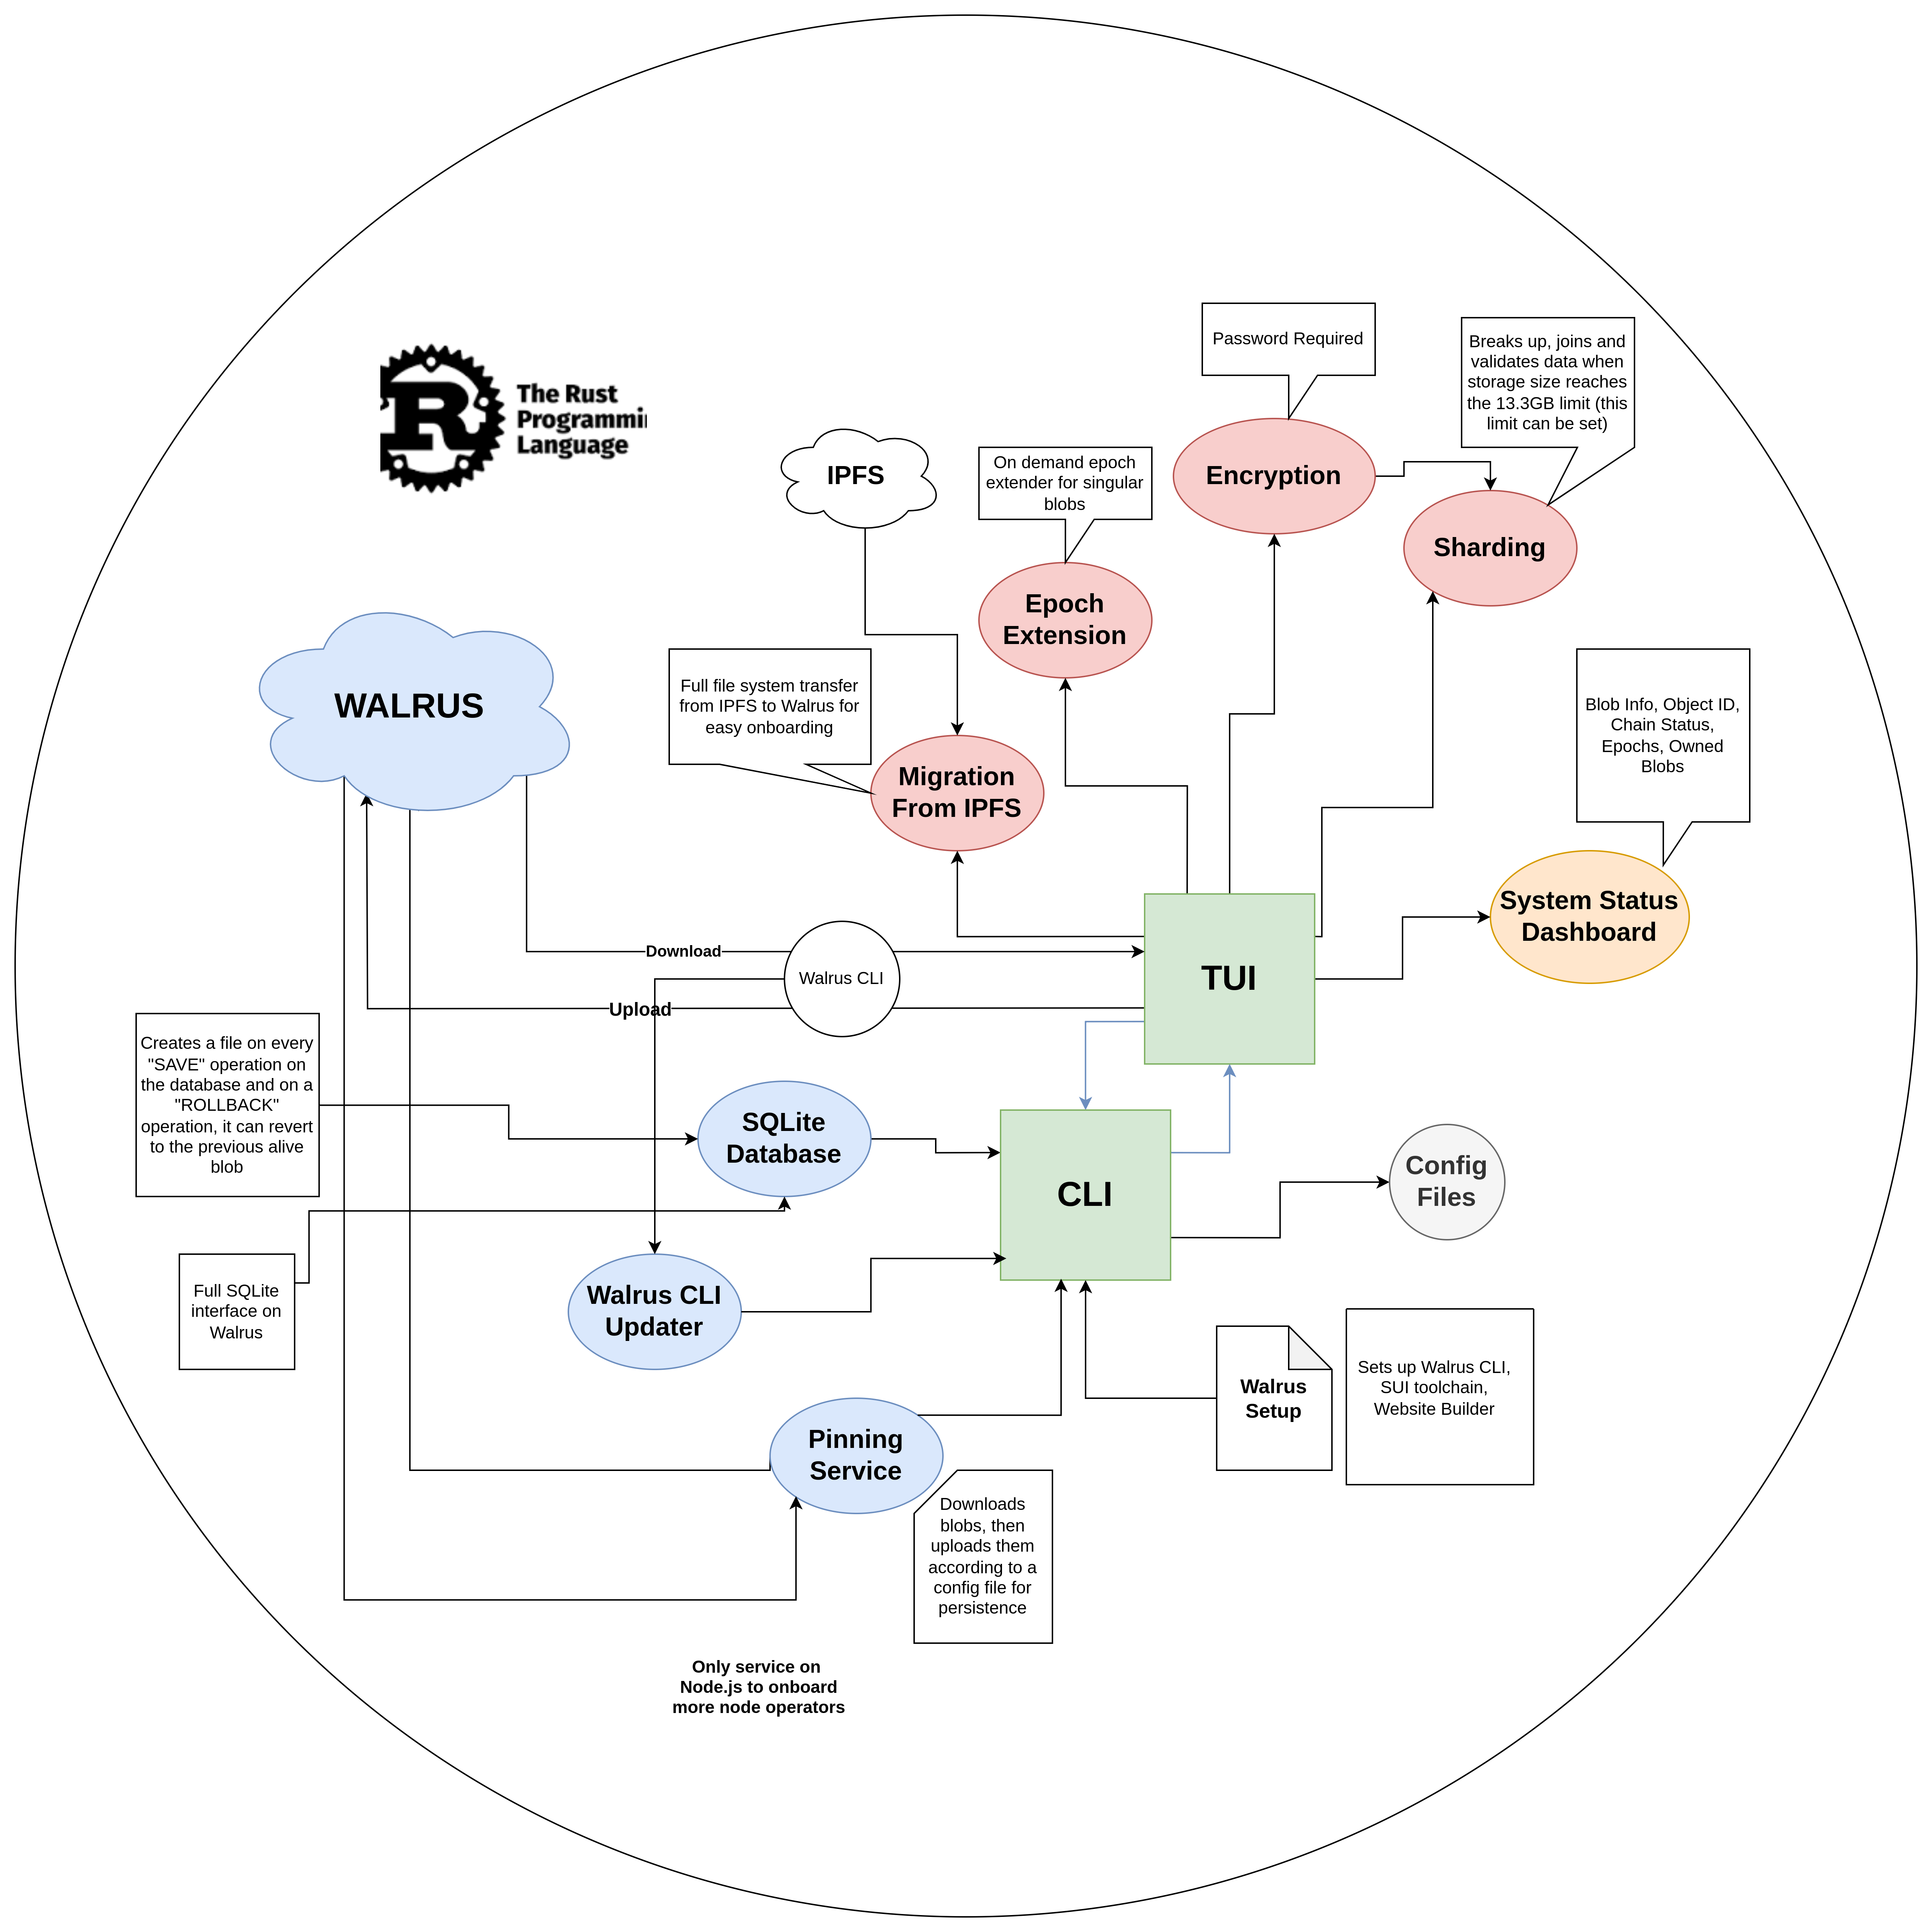 Password Required
Breaks up, joins and
validates data when
storage size reaches
the 13.3GB limit (this
limit can be set)
The Rust
Programmi
Language
IPFS
On demand epoch
extender for singular
blobs
Encryption
Sharding
Epoch
Extension
WALRUS
Full file system transfer
from IPFS to Walrus for
easy onboarding
Blob Info, Object ID,
Chain Status,
Epochs, Owned
Blobs
Migration
From IPFS
System Status
Dashboard
Download
Walrus CLI
TUI
Upload
Creates a file on every
"SAVE" operation on
the database and on a
"ROLLBACK"
operation, it can revert
to the previous alive
blob
SQLite
Database
CLI
Config
Files
Full SQLite
interface on
Walrus
Walrus CLI
Updater
Walrus
Setup
Sets up Walrus CLI,
SUI toolchain,
Website Builder
Pinning
Service
Downloads
blobs, then
uploads them
according to a
config file for
persistence
Only service on
Node.js to onboard
more node operators